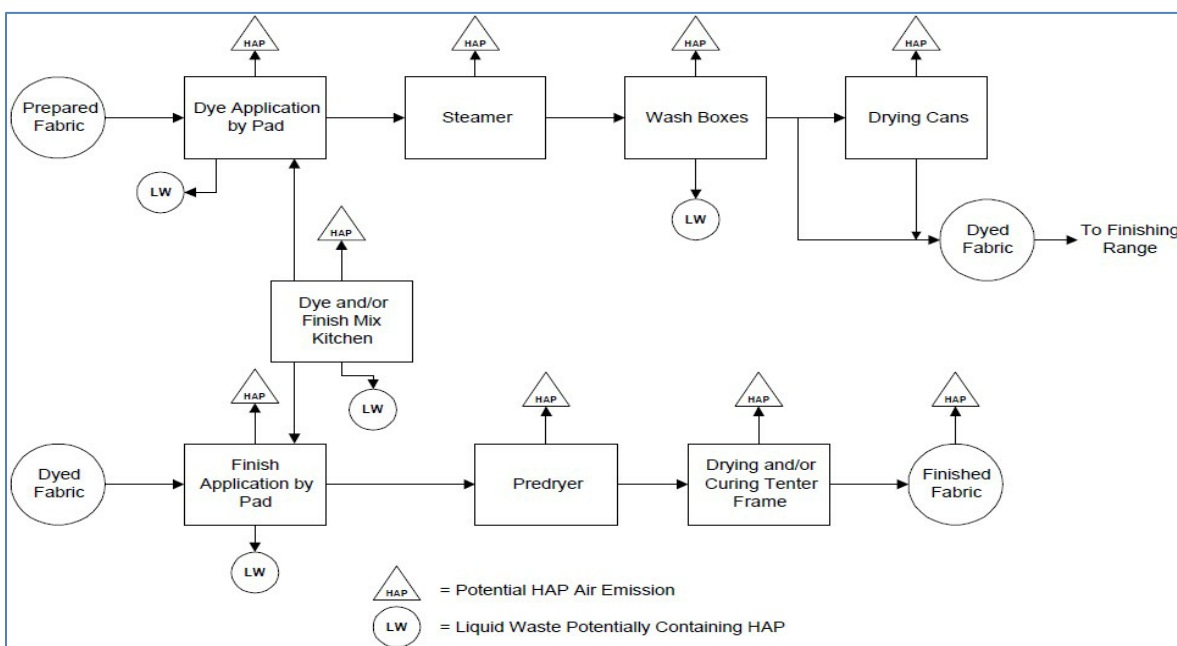 HAP
HAP
HAP
HAP
Prepared
Fabric
Dye Application
by Pad
Steamer
Wash Boxes
Drying Cans
LW
LW
HAP
Dyed
Fabric
To Finishing
Range
Dye and/or
Finish Mix
Kitchen
HAP
LW
HAP
HAP
HAP
Dyed
Fabric
Finish
Application by
Pad
Predryer
Drying and/or
Curing Tenter
Frame
Finished
Fabric
LW
HAP
= Potential HAP Air Emission
LW
= Liquid Waste Potentially Containing HAP